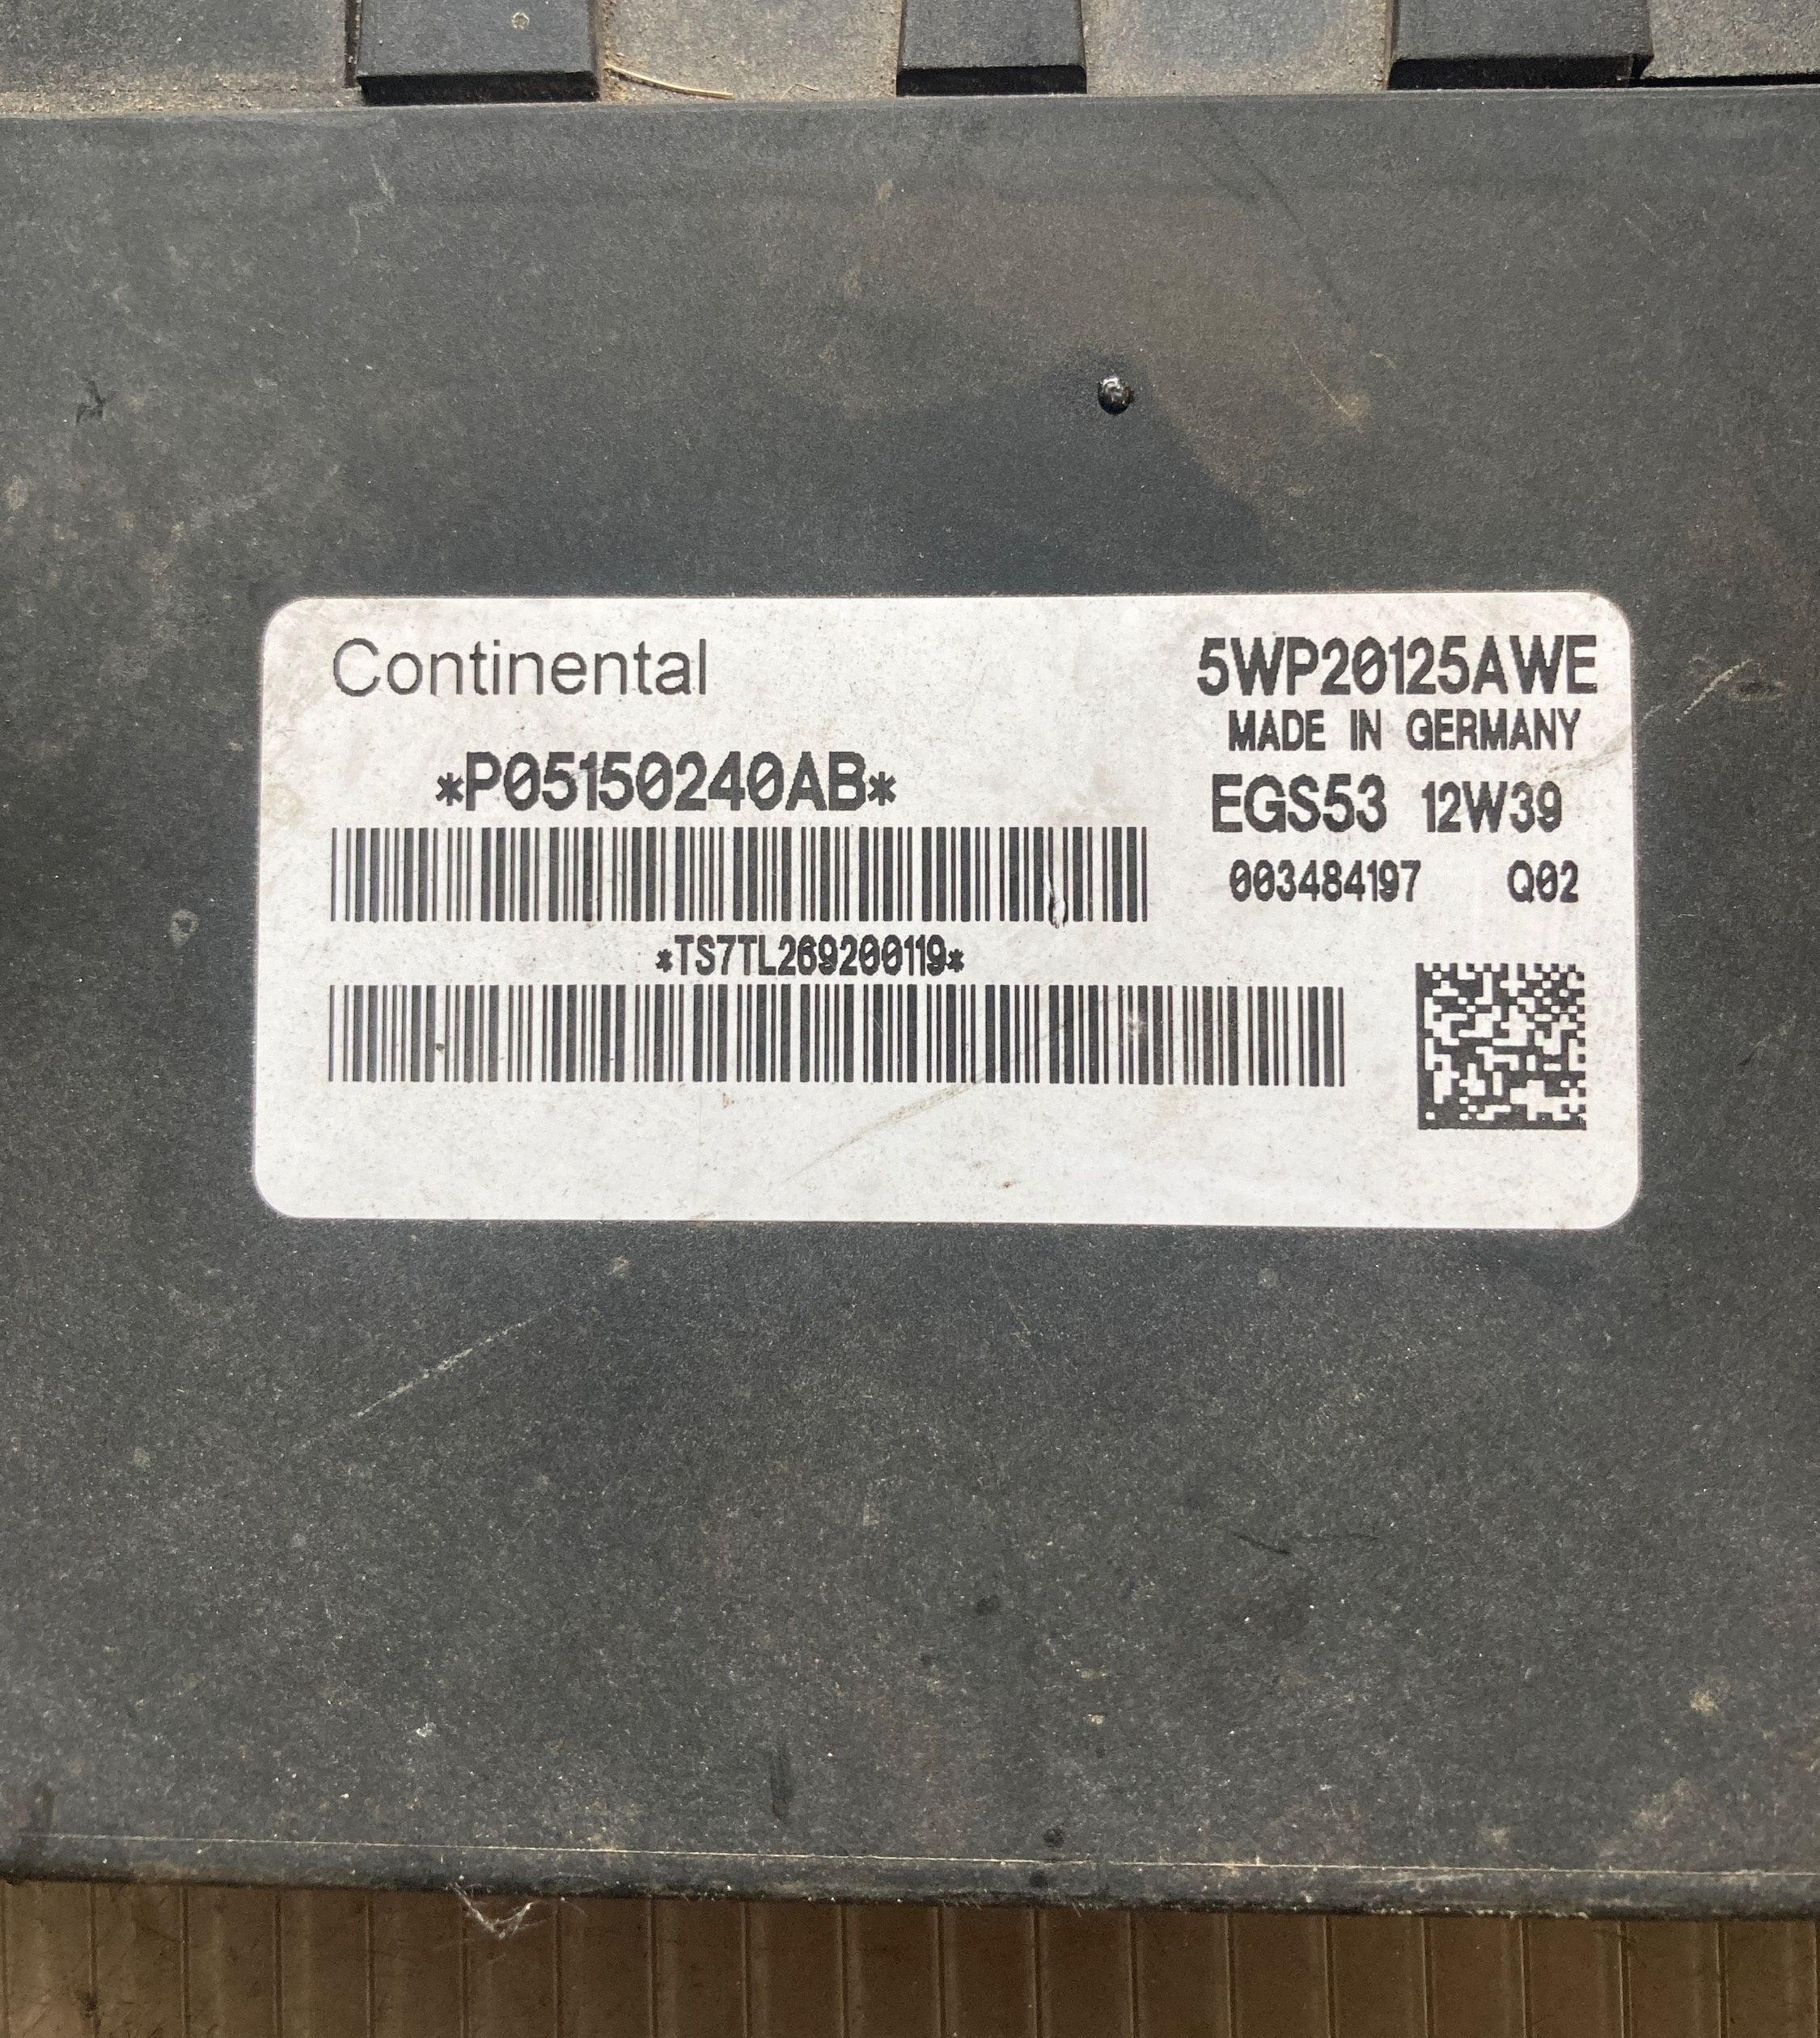 Continental
5WP20125AWE
MADE IN GERMANY
*P05150240AB*
EGS53 12W39
003484197 Q02
*TS7TL269200119*